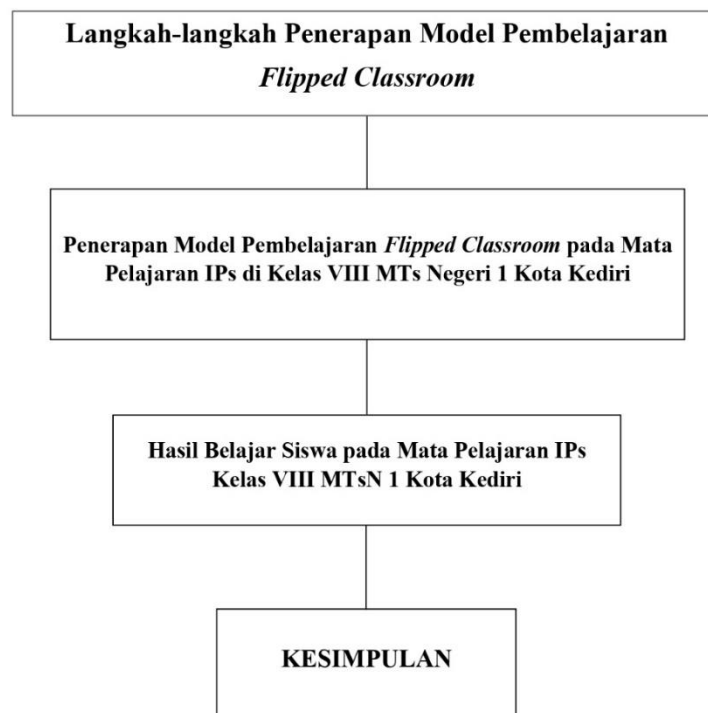 Langkah-langkah Penerapan Model Pembelajaran
Flipped Classroom
Penerapan Model Pembelajaran Flipped Classroom pada Mata
Pelajaran IPs di Kelas VIII MTs Negeri 1 Kota Kediri
Hasil Belajar Siswa pada Mata Pelajaran IPs
Kelas VIII MTsN 1 Kota Kediri
KESIMPULAN